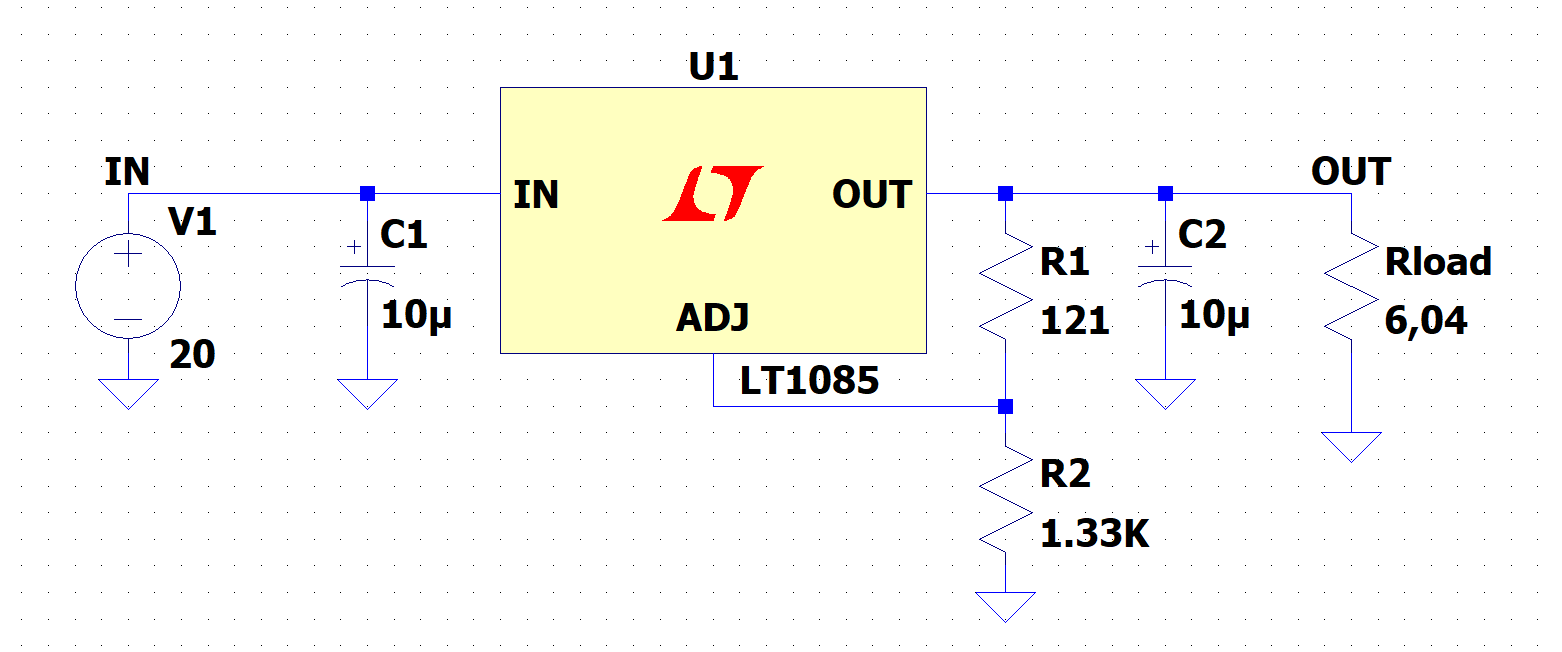 U1
IN
V1
20
C1
10µ
IN
OUT
ADJ
LT1085
R1
121
C2
10µ
OUT
Rload
6,04
R2
1.33K